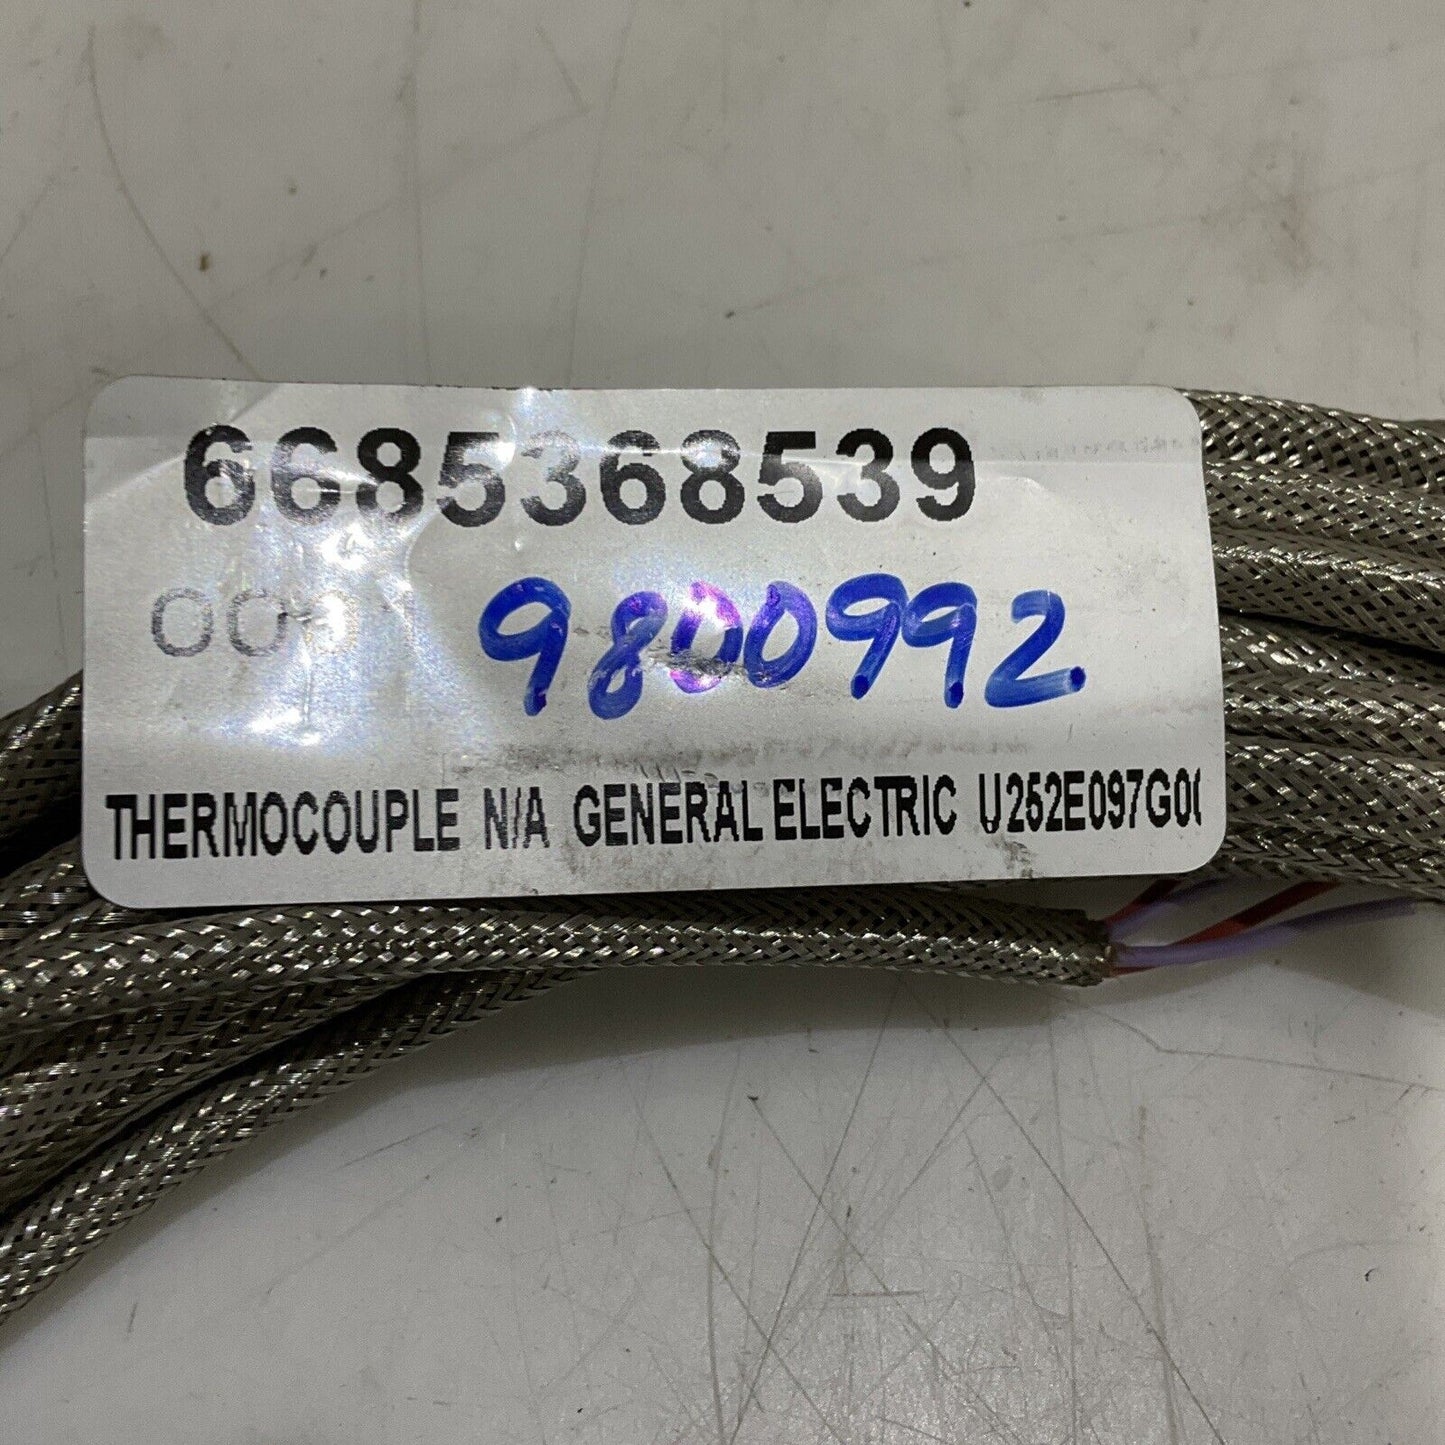 6685368539
9800992
THERMOCOUPLE N/A GENERAL ELECTRIC U252E097G0